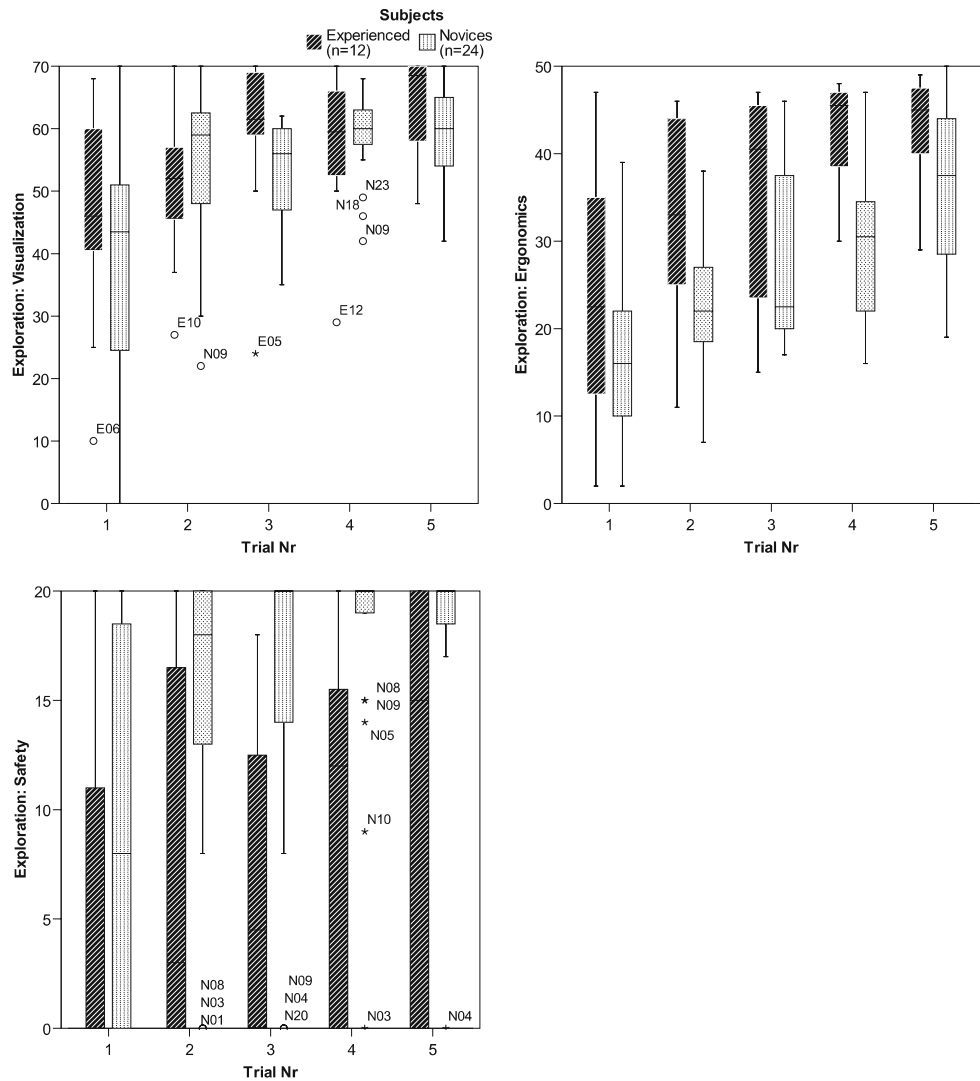 Subjects
Experienced (n=12)
Novices (n=24)
Exploration: Visualization
70
60
50
40
30
20
10
0
E06
E10
N09
E05
E12
N23
N18
N09
1 2 3 4 5
Trial Nr
Exploration: Ergonomics
50
40
30
20
10
0
1 2 3 4 5
Trial Nr
Exploration: Safety
20
15
10
5
0
N08
N03
N01
N09
N04
N20
N08
N09
N05
N10
N03
N04
1 2 3 4 5
Trial Nr